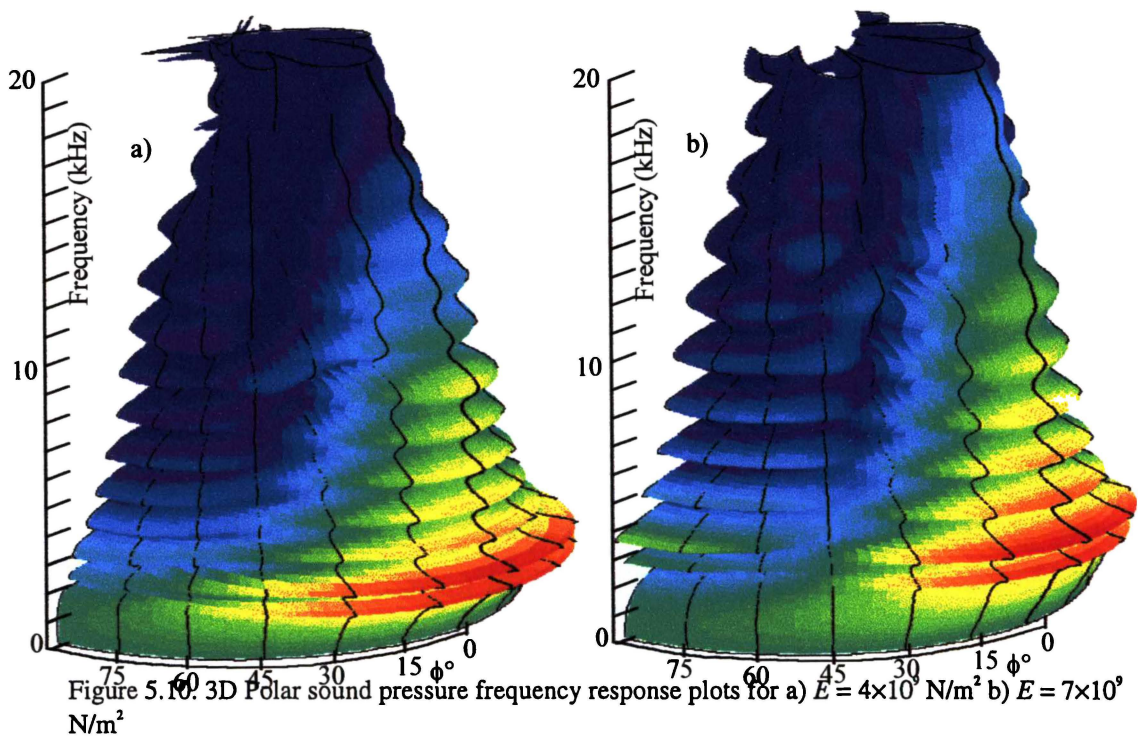 20
Frequency (kHz)
a)
10
0
75
60
45
30
15
ϕ°
0
20
Frequency (kHz)
b)
10
0
75
60
45
30
15
ϕ°
0
Figure 5.10. 3D Polar sound pressure frequency response plots for a) E = 4×10⁹ N/m² b) E = 7×10⁹
N/m²